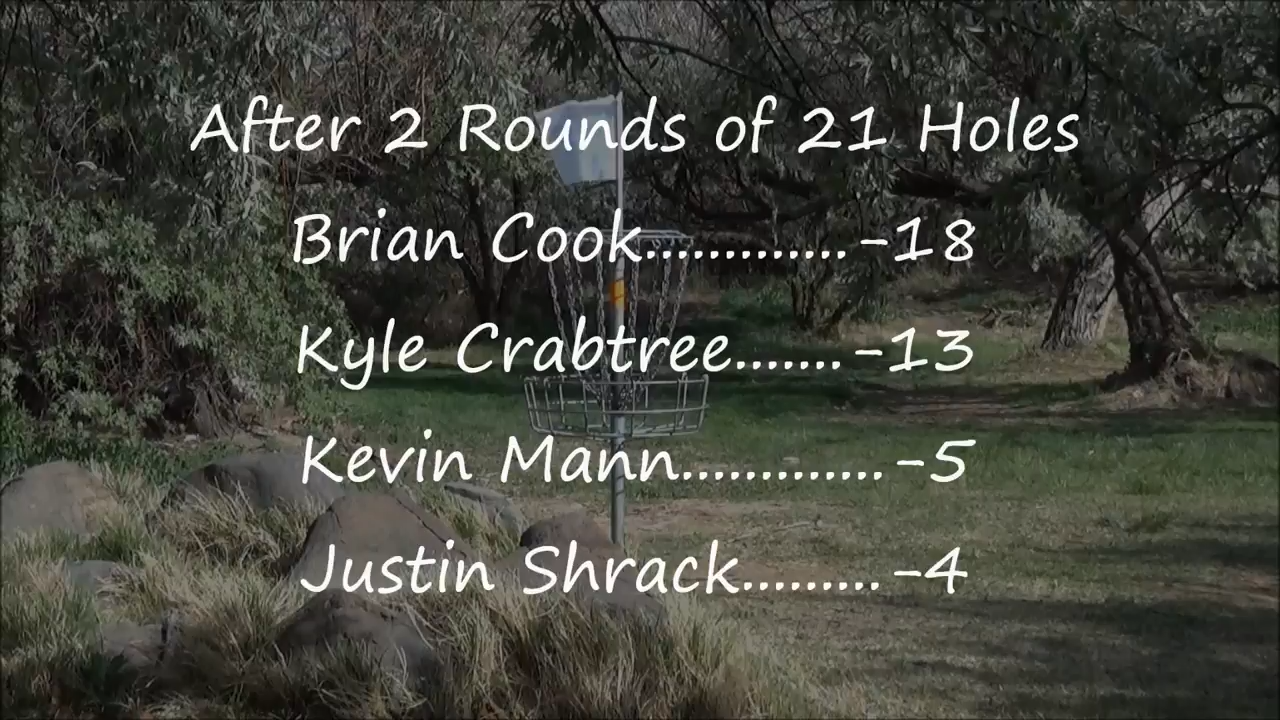 After 2 Rounds of 21 Holes
Brian Cook.............-18
Kyle Crabtree.......-13
Kevin Mann.............-5
Justin Shrack.........-4